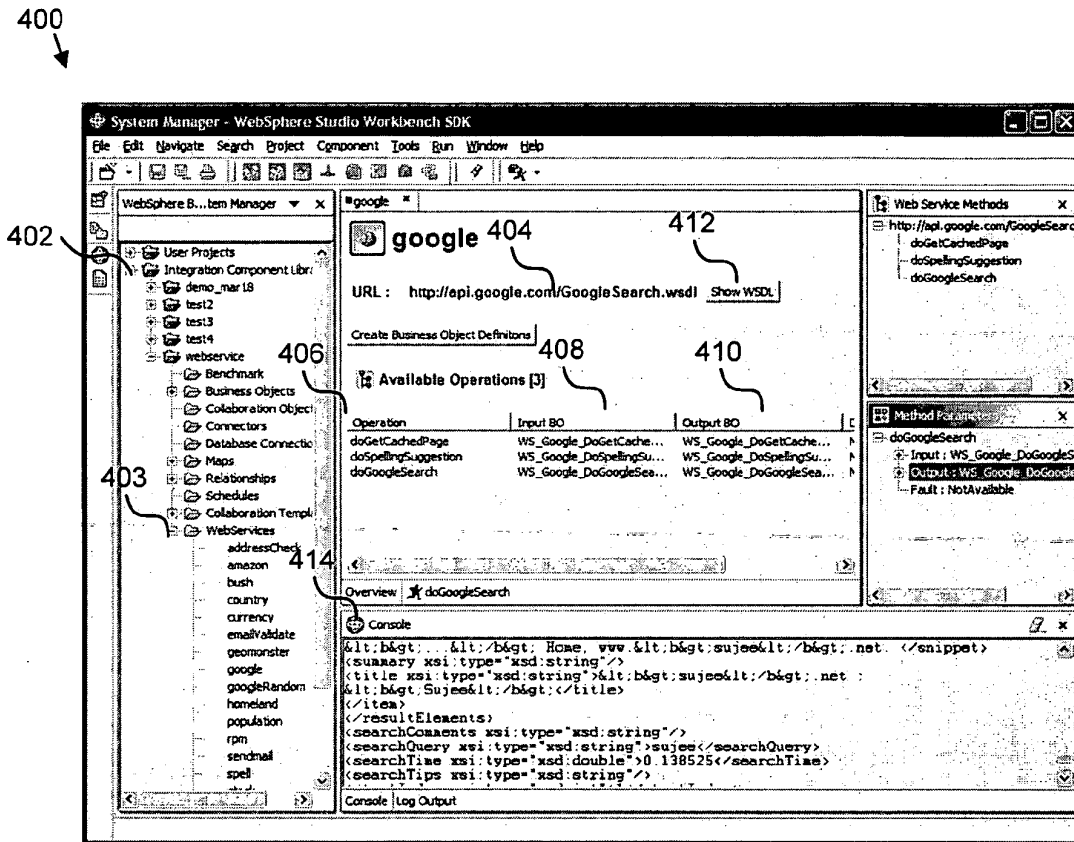 400
System Manager - WebSphere Studio Workbench SDK
File Edit Navigate Search Project Component Tools Run Window Help
WebSphere B...tem Manager
402
User Projects
Integration Component Libra
demo_mar18
test2
test3
test4
webservice
Benchmark
Business Objects
Collaboration Object
Connectors
Database Connectio
Maps
Relationships
403
Schedules
Collaboration Templ
WebServices
addressCheck
amazon
bush
country
currency
emailValidate
geomonster
google
googleRandom
homeland
population
rpm
sendmail
spell
google
google
404
412
URL : http://api.google.com/GoogleSearch.wsdl Show WSDL
Create Business Object Definitons
406
408
410
Available Operations [3]
Operation Input BO Output BO
doGetCachedPage WS_Google_DoGetCache... WS_Google_DoGetCache...
doSpellingSuggestion WS_Google_DoSpellingSu... WS_Google_DoSpellingSu...
doGoogleSearch WS_Google_DoGoogleSea... WS_Google_DoGoogleSea...
414
Overview doGoogleSearch
Web Service Methods
http://api.google.com/GoogleSearc
doGetCachedPage
doSpellingSuggestion
doGoogleSearch
Method Parameters
doGoogleSearch
Input : WS_Google_DoGoogleS
Output : WS_Google_DoGoogle
Fault : NotAvailable
Console
&lt;b&gt;...&lt;/b&gt; Home, www.&lt;b&gt;sujee&lt;/b&gt;.net. </snippet>
<summary xsi:type="xsd:string"/>
<title xsi:type="xsd:string">&lt;b&gt;sujee&lt;/b&gt;.net :
&lt;b&gt;Sujee&lt;/b&gt;</title>
</item>
</resultElements>
<searchComments xsi:type="xsd:string"/>
<searchQuery xsi:type="xsd:string">sujee</searchQuery>
<searchTime xsi:type="xsd:double">0.138525</searchTime>
<searchTips xsi:type="xsd:string"/>
Console Log Output